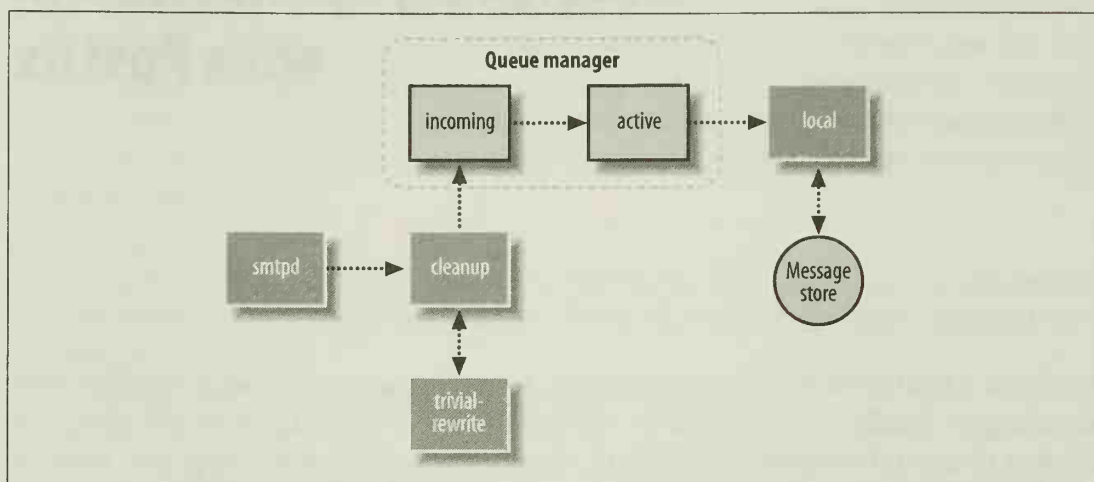 Queue manager
incoming
active
local
smtpd
cleanup
Message
store
trivial-
rewrite